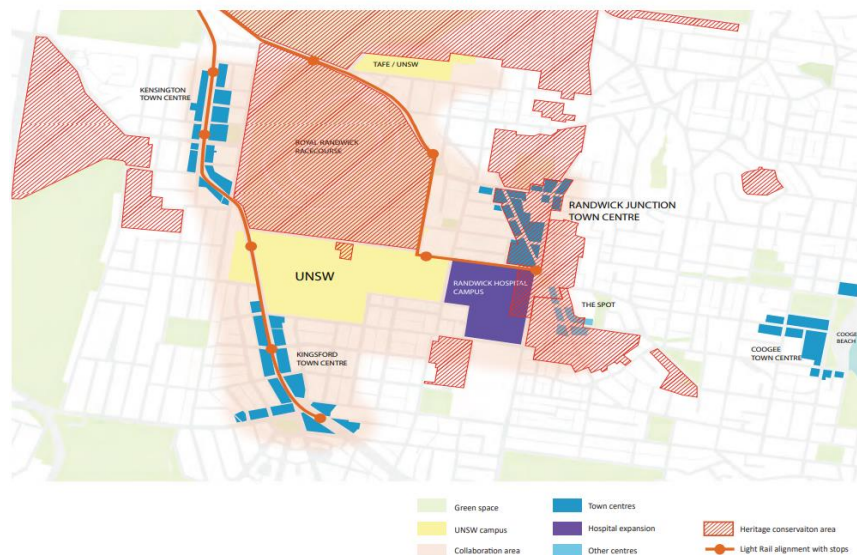 TAFE / UNSW
KENSINGTON
TOWN CENTRE
ROYAL RANDWICK
RACECOURSE
RANDWICK JUNCTION
TOWN CENTRE
UNSW
RANDWICK HOSPITAL
CAMPUS
THE SPOT
COOGEE
TOWN CENTRE
COOGE
BEACH
KINGSFORD
TOWN CENTRE
Green space
UNSW campus
Collaboration area
Town centres
Hospital expansion
Other centres
Heritage conservaiton area
Light Rail alignment with stops